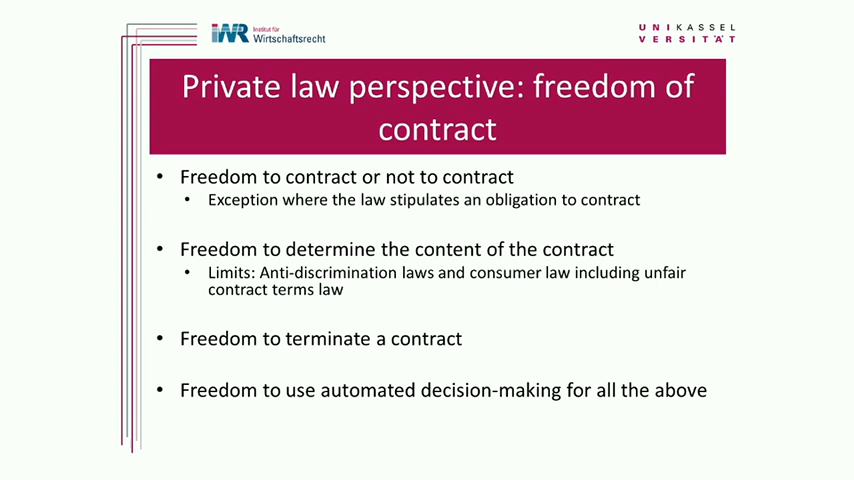 IWR Institut für
Wirtschaftsrecht
UNIKASSEL
VERSITÄT
Private law perspective: freedom of
contract
• Freedom to contract or not to contract
• Exception where the law stipulates an obligation to contract
• Freedom to determine the content of the contract
• Limits: Anti-discrimination laws and consumer law including unfair
contract terms law
• Freedom to terminate a contract
• Freedom to use automated decision-making for all the above